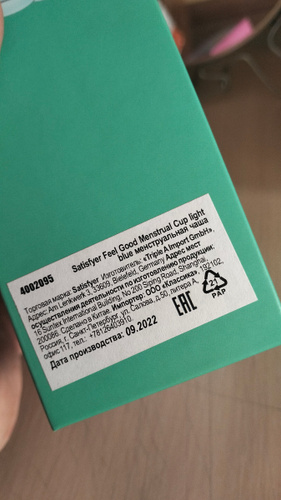 4002095
Satisfyer Feel Good Menstrual Cup light
blue менструальная чаша
Торговая марка: Satisfyer Изготовитель: «Triple A Import GmbH»,
Адрес: Am Lenkwerk 3, 33609, Bielefeld, Germany Адрес мест
осуществления деятельности по изготовлению продукции:
16 Suntex International Building, No 200 Siping Road, Shanghai,
200086. Сделано в Китае. Импортер: ООО «Классика», 192102,
Россия, г. Санкт-Петербург, ул. Салова, д.50, литера А,
офис 117, тел.: +78126403910.
Дата производства: 09.2022
EAC
21
PAP